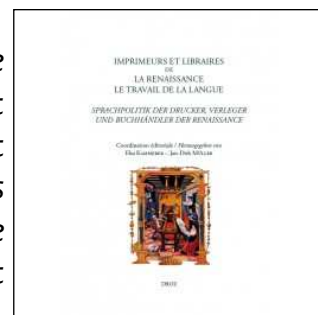 IMPRIMEURS ET LIBRAIRES
DE
LA RENAISSANCE
LE TRAVAIL DE LA LANGUE
SPRACHPOLITIK DER DRUCKER, VERLEGER
UND BUCHHÄNDLER DER RENAISSANCE
Coordination éditoriale / Herausgegeben von
Elsa KAMMERER – Jan-Dirk MÜLLER
DROZ